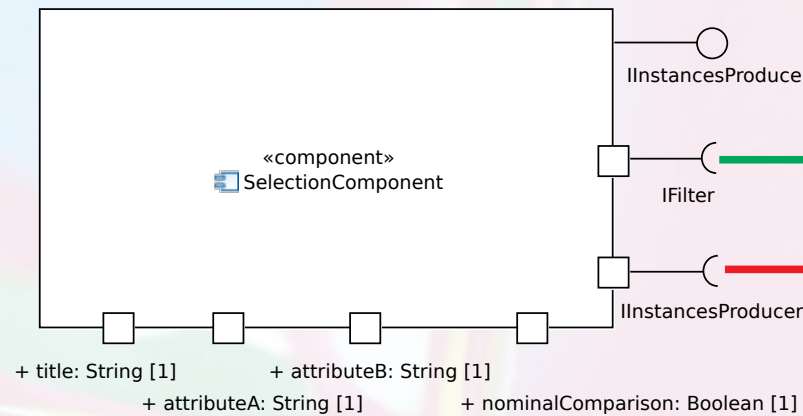 IInstancesProduce
«component»
SelectionComponent
IFilter
IInstancesProducer
+ title: String [1]
+ attributeB: String [1]
+ attributeA: String [1]
+ nominalComparison: Boolean [1]